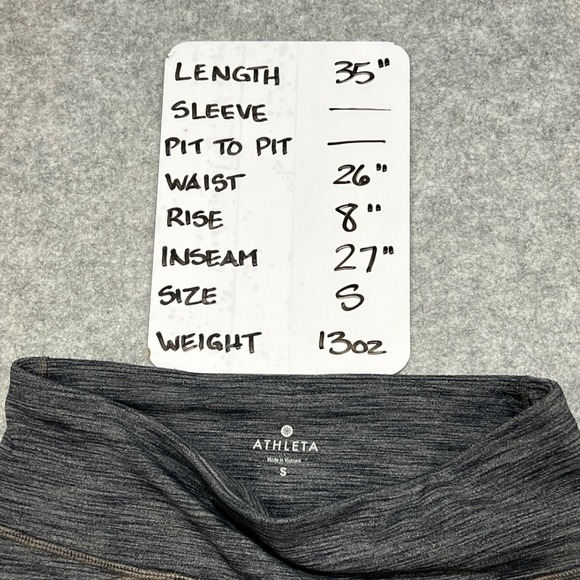 LENGTH 35"
SLEEVE —
PIT TO PIT —
WAIST 26"
RISE 8"
INSEAM 27"
SIZE S
WEIGHT 13oz
ATHLETA
Made in Vietnam
S